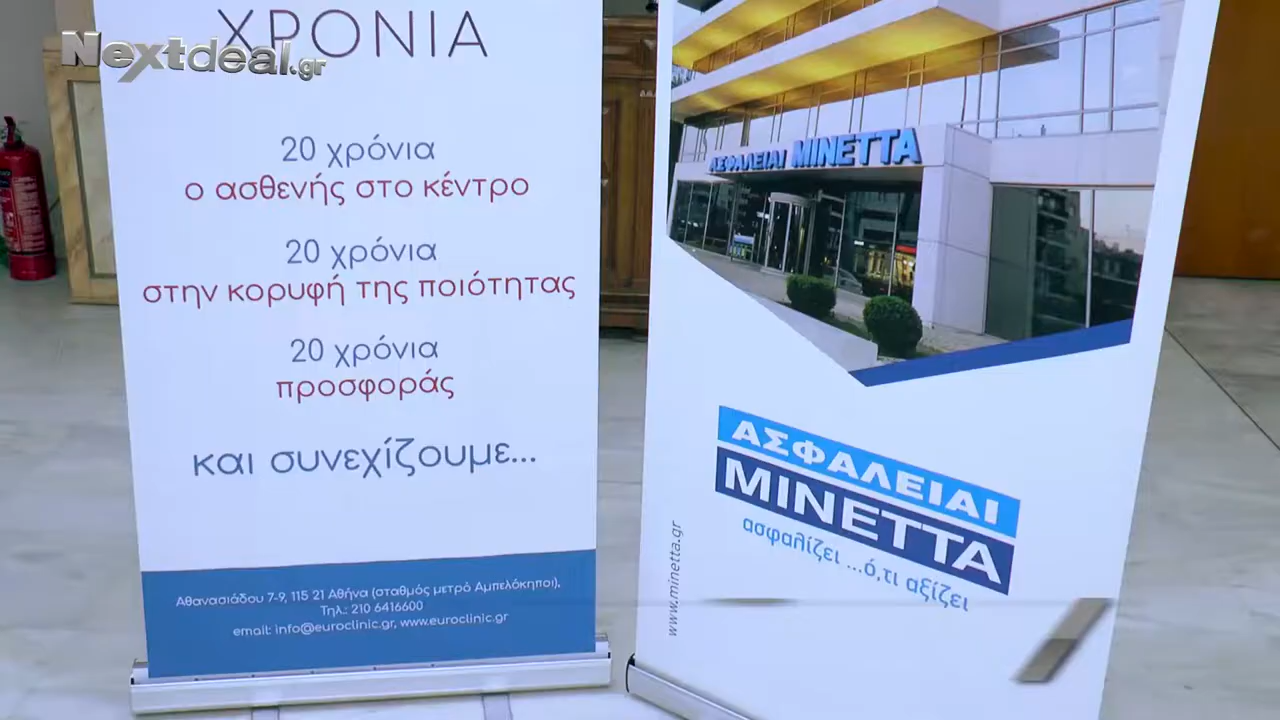 Nextdeal.gr
ΧΡΟΝΙΑ
20 χρόνια
ο ασθενής στο κέντρο
20 χρόνια
στην κορυφή της ποιότητας
20 χρόνια
προσφοράς
και συνεχίζουμε...
Αθανασιάδου 7-9, 115 21 Αθήνα (σταθμός μετρό Αμπελόκηποι),
Τηλ.: 210 6416600
email: info@euroclinic.gr, www.euroclinic.gr
ΑΣΦΑΛΕΙΑΙ ΜΙΝΕΤΤΑ
ΑΣΦΑΛΕΙΑΙ
ΜΙΝΕΤΤΑ
ασφαλίζει ...ό,τι αξίζει
www.minetta.gr